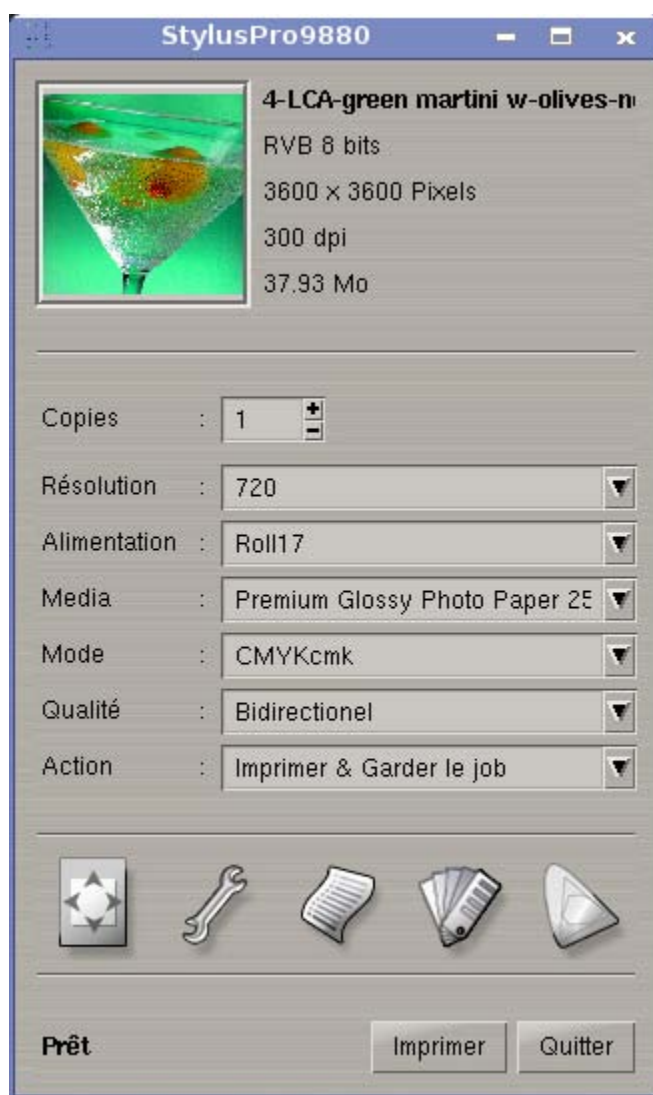 StylusPro9880
4-LCA-green martini w-olives-n
RVB 8 bits
3600 x 3600 Pixels
300 dpi
37.93 Mo
Copies : 1
Résolution : 720
Alimentation : Roll17
Media : Premium Glossy Photo Paper 25
Mode : CMYKcmk
Qualité : Bidirectionel
Action : Imprimer & Garder le job
Prêt Imprimer Quitter